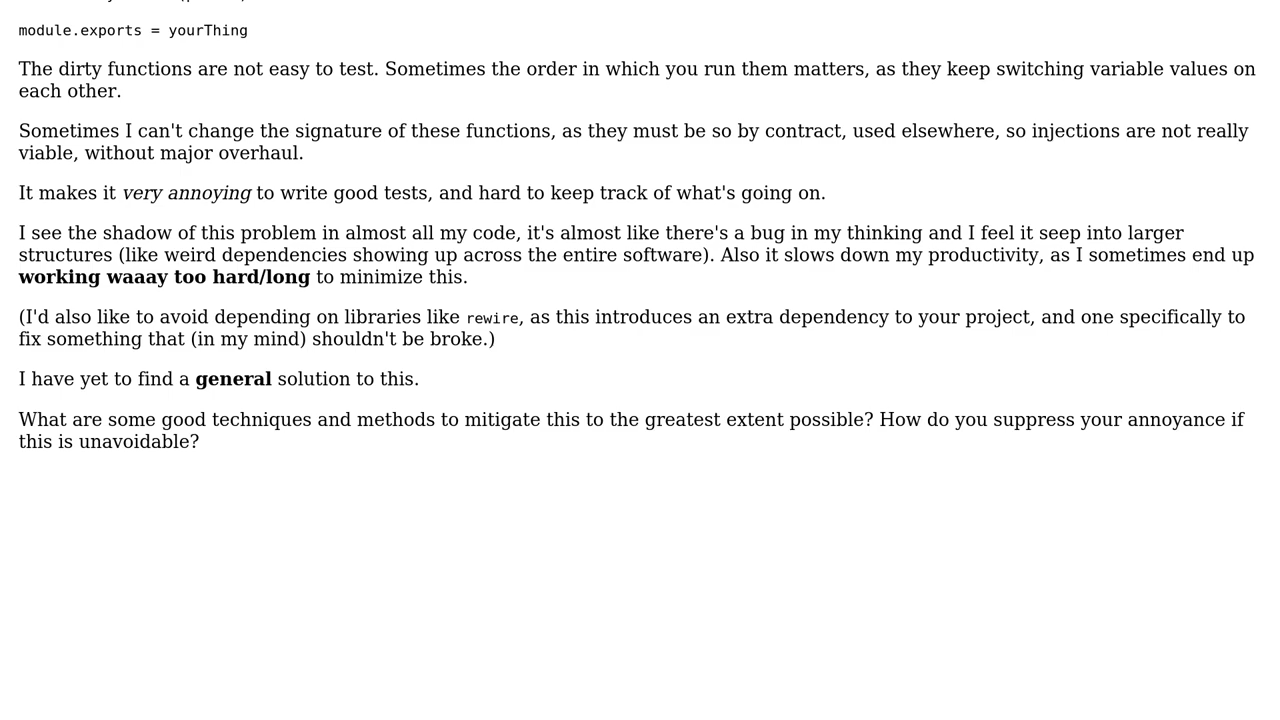 module.exports = yourThing
The dirty functions are not easy to test. Sometimes the order in which you run them matters, as they keep switching variable values on
each other.
Sometimes I can't change the signature of these functions, as they must be so by contract, used elsewhere, so injections are not really
viable, without major overhaul.
It makes it very annoying to write good tests, and hard to keep track of what's going on.
I see the shadow of this problem in almost all my code, it's almost like there's a bug in my thinking and I feel it seep into larger
structures (like weird dependencies showing up across the entire software). Also it slows down my productivity, as I sometimes end up
working waaay too hard/long to minimize this.
(I'd also like to avoid depending on libraries like rewire, as this introduces an extra dependency to your project, and one specifically to
fix something that (in my mind) shouldn't be broke.)
I have yet to find a general solution to this.
What are some good techniques and methods to mitigate this to the greatest extent possible? How do you suppress your annoyance if
this is unavoidable?